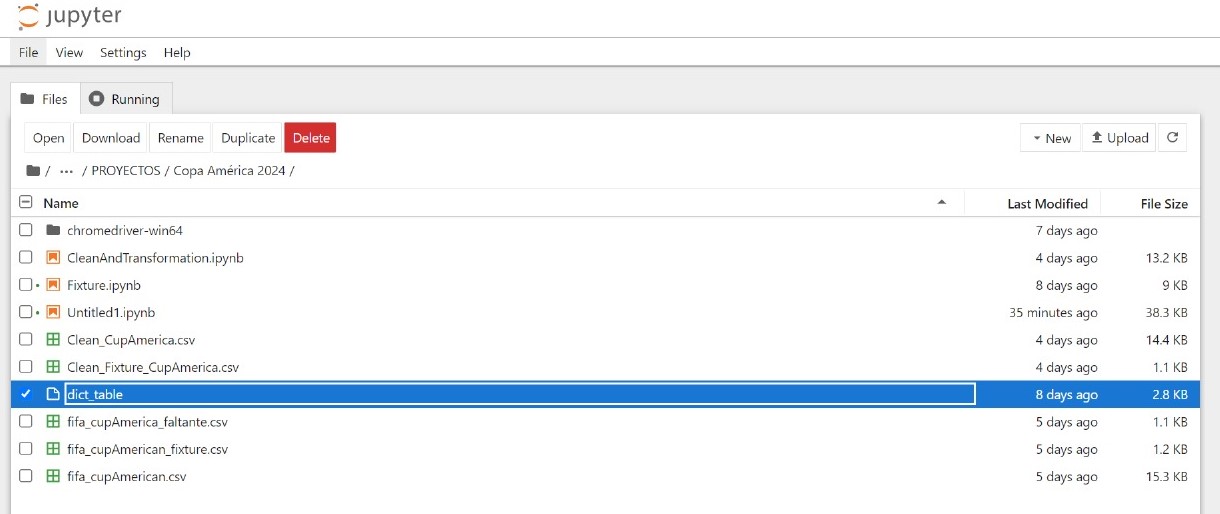 jupyter
File View Settings Help
Files Running
Open Download Rename Duplicate Delete New Upload
/ ... / PROYECTOS / Copa América 2024 /
Name Last Modified File Size
chromedriver-win64 7 days ago
CleanAndTransformation.ipynb 4 days ago 13.2 KB
Fixture.ipynb 8 days ago 9 KB
Untitled1.ipynb 35 minutes ago 38.3 KB
Clean_CupAmerica.csv 4 days ago 14.4 KB
Clean_Fixture_CupAmerica.csv 4 days ago 1.1 KB
dict_table 8 days ago 2.8 KB
fifa_cupAmerica_faltante.csv 5 days ago 1.1 KB
fifa_cupAmerican_fixture.csv 5 days ago 1.2 KB
fifa_cupAmerican.csv 5 days ago 15.3 KB